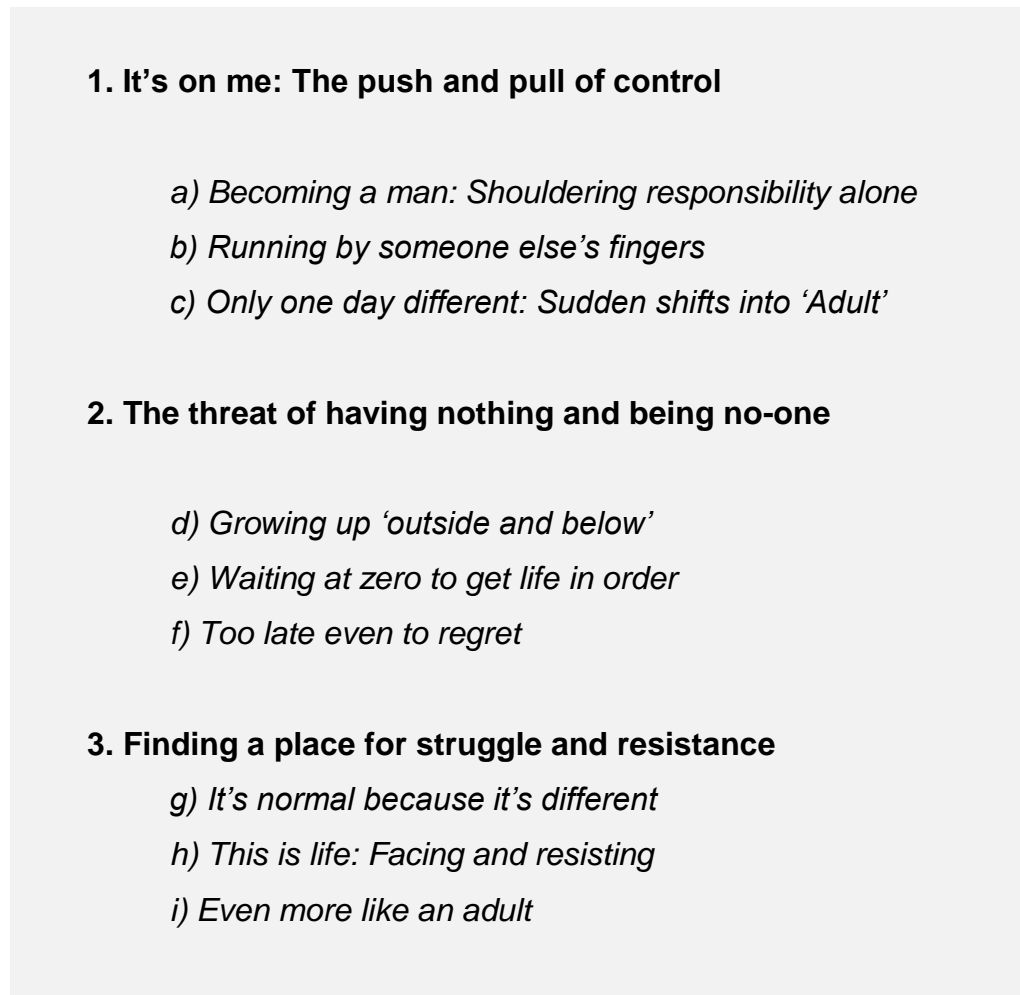 1. It’s on me: The push and pull of control
a) Becoming a man: Shouldering responsibility alone
b) Running by someone else’s fingers
c) Only one day different: Sudden shifts into ‘Adult’
2. The threat of having nothing and being no-one
d) Growing up ‘outside and below’
e) Waiting at zero to get life in order
f) Too late even to regret
3. Finding a place for struggle and resistance
g) It’s normal because it’s different
h) This is life: Facing and resisting
i) Even more like an adult